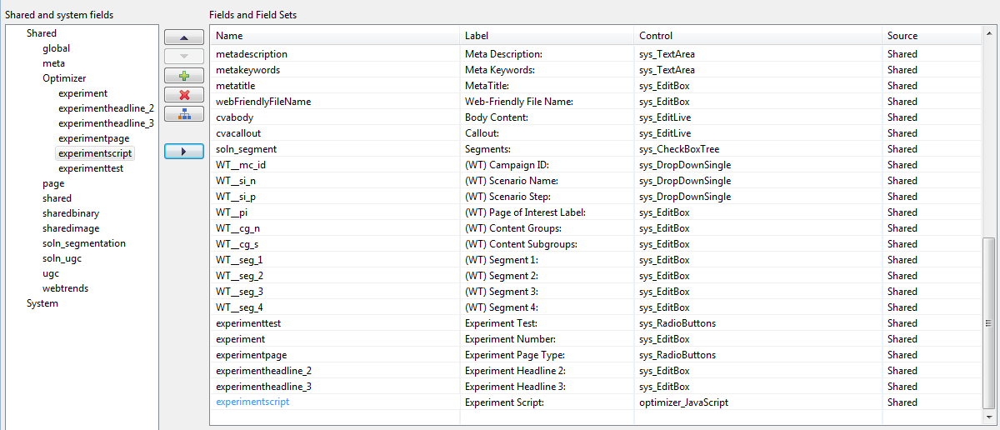 Shared and system fields
Shared
global
meta
Optimizer
experiment
experimentheadline_2
experimentheadline_3
experimentpage
experimentscript
experimenttest
page
shared
sharedbinary
sharedimage
soln_segmentation
soln_ugc
ugc
webtrends
System
Fields and Field Sets
Name Label Control Source
metadescription Meta Description: sys_TextArea Shared
metakeywords Meta Keywords: sys_TextArea Shared
metatitle MetaTitle: sys_EditBox Shared
webFriendlyFileName Web-Friendly File Name: sys_EditBox Shared
cvabody Body Content: sys_EditLive Shared
cvacallout Callout: sys_EditLive Shared
soln_segment Segments: sys_CheckBoxTree Shared
WT__mc_id (WT) Campaign ID: sys_DropDownSingle Shared
WT__si_n (WT) Scenario Name: sys_DropDownSingle Shared
WT__si_p (WT) Scenario Step: sys_DropDownSingle Shared
WT__pi (WT) Page of Interest Label: sys_EditBox Shared
WT__cg_n (WT) Content Groups: sys_EditBox Shared
WT__cg_s (WT) Content Subgroups: sys_EditBox Shared
WT__seg_1 (WT) Segment 1: sys_EditBox Shared
WT__seg_2 (WT) Segment 2: sys_EditBox Shared
WT__seg_3 (WT) Segment 3: sys_EditBox Shared
WT__seg_4 (WT) Segment 4: sys_EditBox Shared
experimenttest Experiment Test: sys_RadioButtons Shared
experiment Experiment Number: sys_EditBox Shared
experimentpage Experiment Page Type: sys_RadioButtons Shared
experimentheadline_2 Experiment Headline 2: sys_EditBox Shared
experimentheadline_3 Experiment Headline 3: sys_EditBox Shared
experimentscript Experiment Script: optimizer_JavaScript Shared